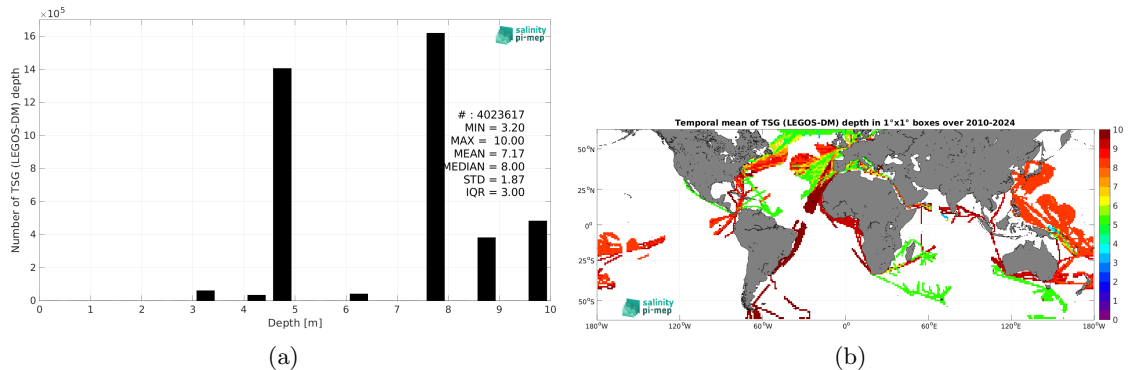 ×10⁵
16
14
12
10
8
6
4
2
0
Number of TSG (LEGOS-DM) depth
0 1 2 3 4 5 6 7 8 9 10
Depth [m]
salinity
pi-mep
# : 4023617
MIN = 3.20
MAX = 10.00
MEAN = 7.17
MEDIAN = 8.00
STD = 1.87
IQR = 3.00
(a)
Temporal mean of TSG (LEGOS-DM) depth in 1°x1° boxes over 2010-2024
50°N
25°N
0°
25°S
50°S
180°W 120°W 60°W 0° 60°E 120°E 180°E
salinity
pi-mep
10
9
8
7
6
5
4
3
2
1
0
(b)